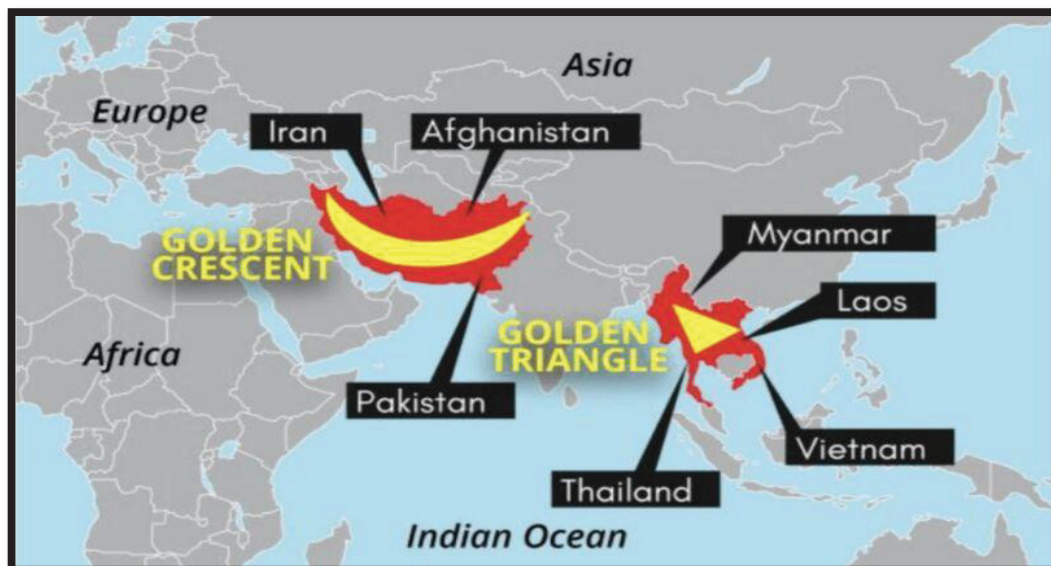 Asia
Europe
Iran
Afghanistan
GOLDEN
CRESCENT
Myanmar
Laos
GOLDEN
TRIANGLE
Africa
Pakistan
Vietnam
Thailand
Indian Ocean